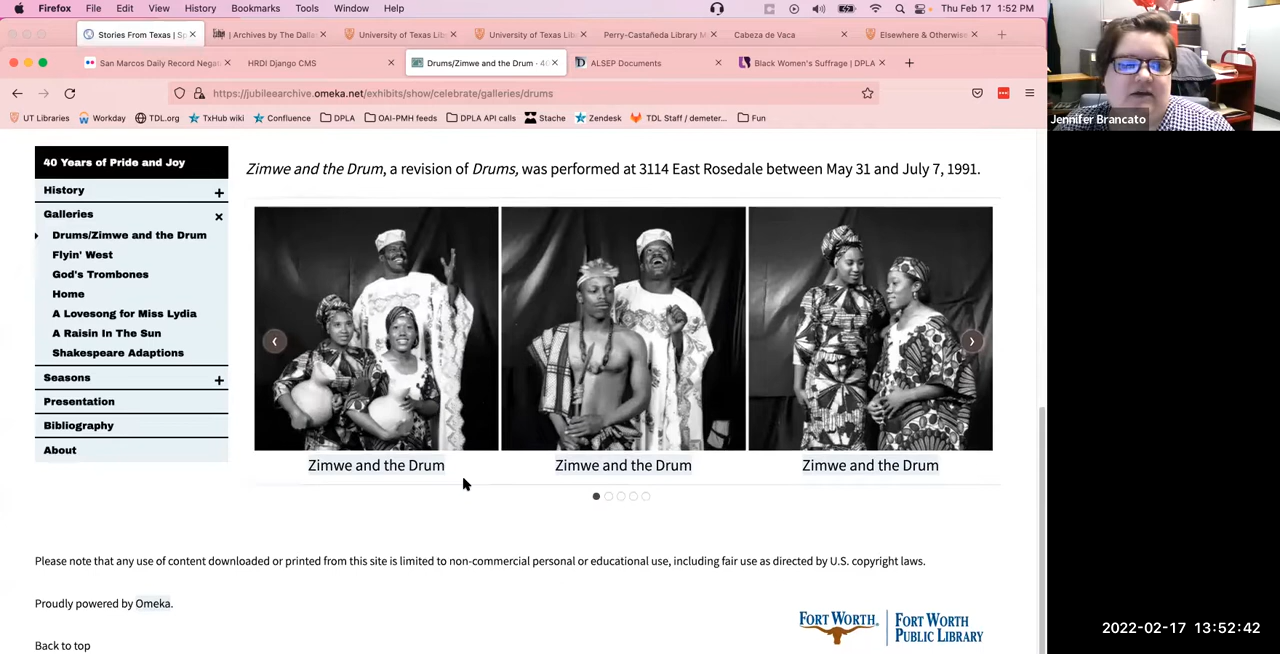 Firefox File Edit View History Bookmarks Tools Window Help Thu Feb 17 1:52 PM
Stories From Texas | Sp
| Archives by The Dalla
University of Texas Lib
University of Texas Lib
Perry-Castañeda Library M
Cabeza de Vaca
Elsewhere & Otherwis
San Marcos Daily Record Negat
HRDI Django CMS
Drums/Zimwe and the Drum · 40
ALSEP Documents
Black Women's Suffrage | DPLA
https://jubileearchive.omeka.net/exhibits/show/celebrate/galleries/drums
UT Libraries Workday TDL.org TxHub wiki Confluence DPLA OAI-PMH feeds DPLA API calls Stache Zendesk TDL Staff / demeter... Fun
Jennifer Brancato
40 Years of Pride and Joy
History +
Galleries
Drums/Zimwe and the Drum
Flyin' West
God's Trombones
Home
A Lovesong for Miss Lydia
A Raisin In The Sun
Shakespeare Adaptions
Seasons +
Presentation
Bibliography
About
Zimwe and the Drum, a revision of Drums, was performed at 3114 East Rosedale between May 31 and July 7, 1991.
Zimwe and the Drum
Zimwe and the Drum
Zimwe and the Drum
Please note that any use of content downloaded or printed from this site is limited to non-commercial personal or educational use, including fair use as directed by U.S. copyright laws.
Proudly powered by Omeka.
Back to top
FORT WORTH.
FORT WORTH
PUBLIC LIBRARY
2022-02-17 13:52:42